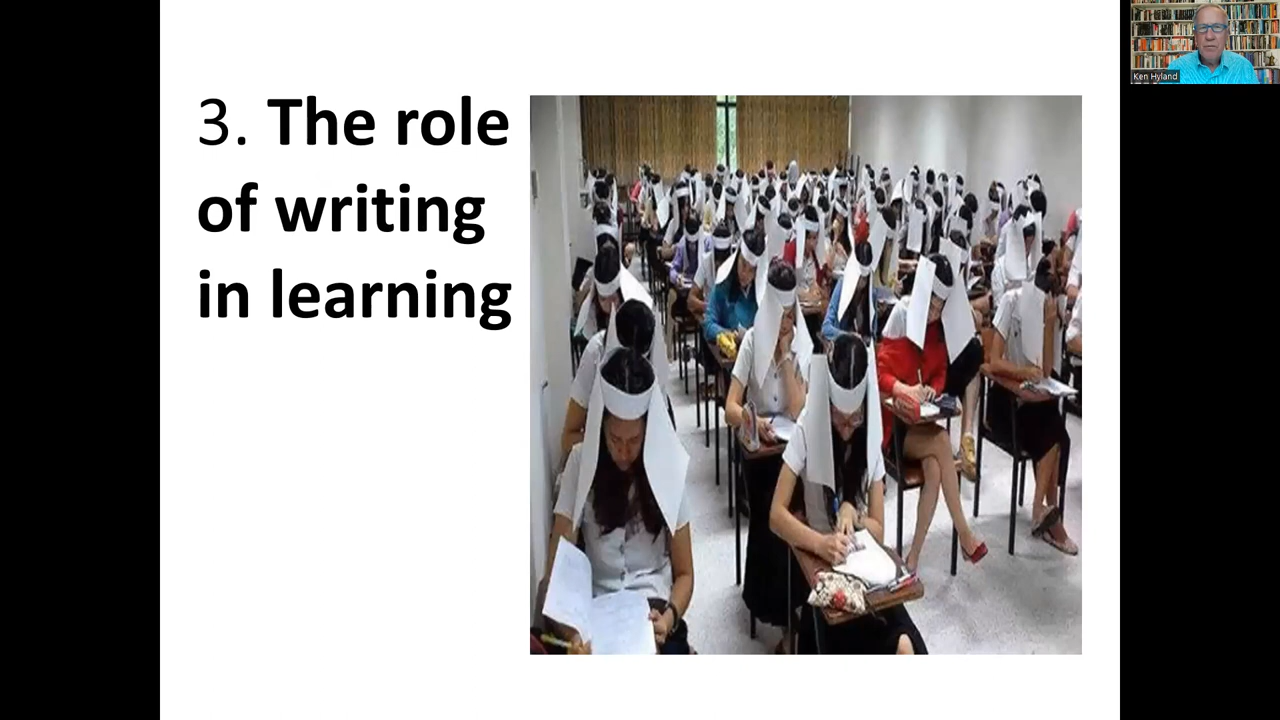 3. The role
of writing
in learning
Ken Hyland